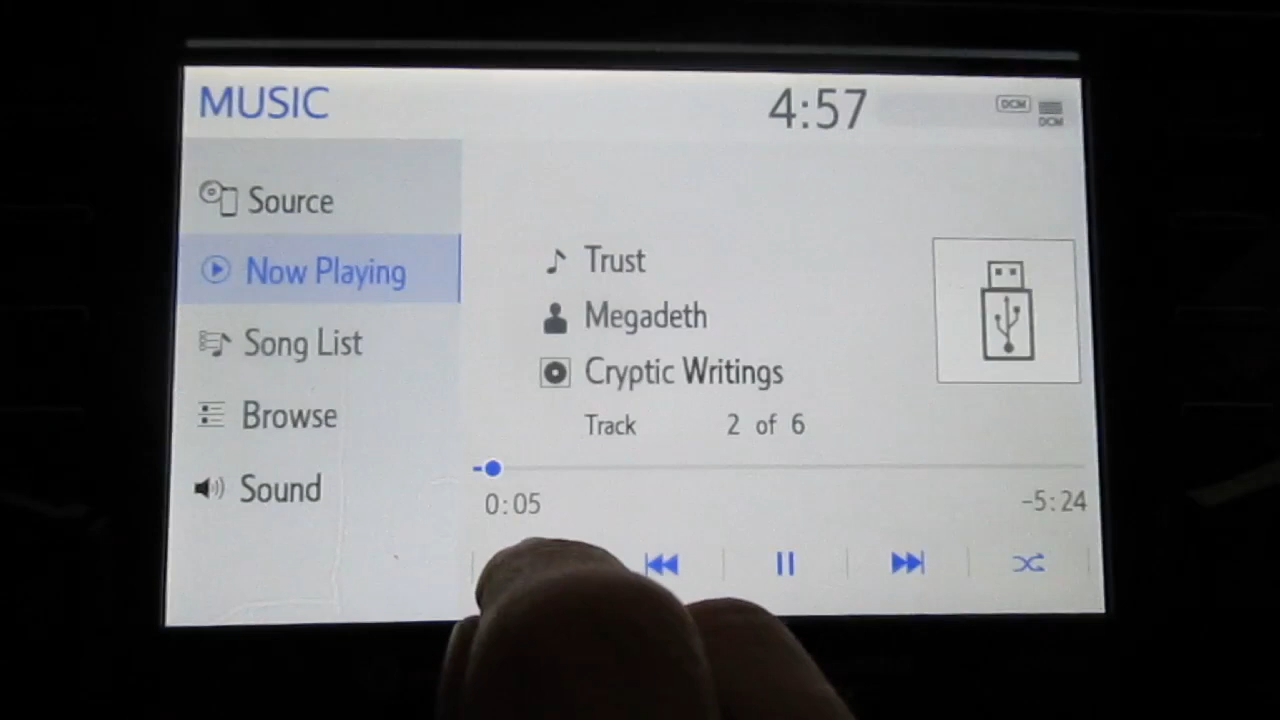 MUSIC
4:57
DCM
DCM
Source
Now Playing
Song List
Browse
Sound
Trust
Megadeth
Cryptic Writings
Track 2 of 6
0:05
-5:24